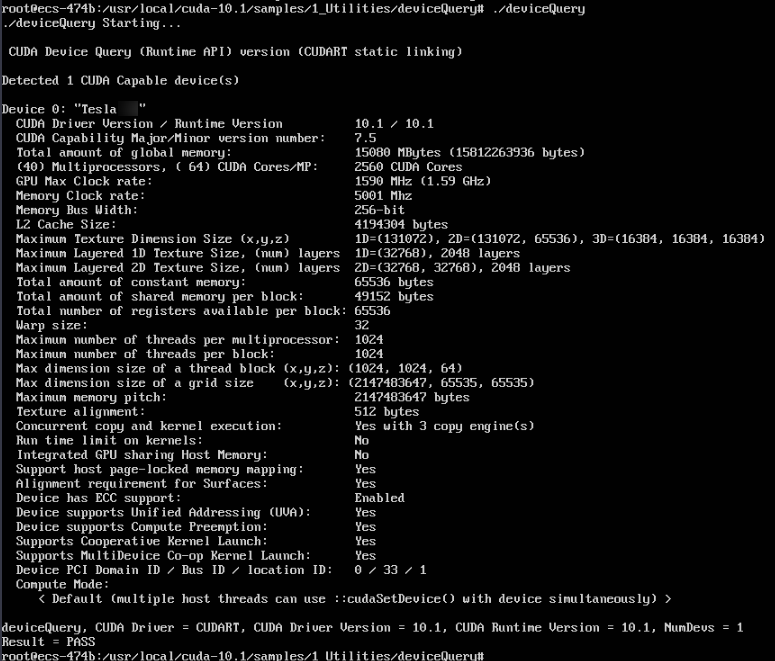 root@ecs-474b:/usr/local/cuda-10.1/samples/1_Utilities/deviceQuery# ./deviceQuery
./deviceQuery Starting...
CUDA Device Query (Runtime API) version (CUDART static linking)
Detected 1 CUDA Capable device(s)
Device 0: "Tesla "
CUDA Driver Version / Runtime Version 10.1 / 10.1
CUDA Capability Major/Minor version number: 7.5
Total amount of global memory: 15080 MBytes (15812263936 bytes)
(40) Multiprocessors, ( 64) CUDA Cores/MP: 2560 CUDA Cores
GPU Max Clock rate: 1590 MHz (1.59 GHz)
Memory Clock rate: 5001 Mhz
Memory Bus Width: 256-bit
L2 Cache Size: 4194304 bytes
Maximum Texture Dimension Size (x,y,z) 1D=(131072), 2D=(131072, 65536), 3D=(16384, 16384, 16384)
Maximum Layered 1D Texture Size, (num) layers 1D=(32768), 2048 layers
Maximum Layered 2D Texture Size, (num) layers 2D=(32768, 32768), 2048 layers
Total amount of constant memory: 65536 bytes
Total amount of shared memory per block: 49152 bytes
Total number of registers available per block: 65536
Warp size: 32
Maximum number of threads per multiprocessor: 1024
Maximum number of threads per block: 1024
Max dimension size of a thread block (x,y,z): (1024, 1024, 64)
Max dimension size of a grid size (x,y,z): (2147483647, 65535, 65535)
Maximum memory pitch: 2147483647 bytes
Texture alignment: 512 bytes
Concurrent copy and kernel execution: Yes with 3 copy engine(s)
Run time limit on kernels: No
Integrated GPU sharing Host Memory: No
Support host page-locked memory mapping: Yes
Alignment requirement for Surfaces: Yes
Device has ECC support: Enabled
Device supports Unified Addressing (UVA): Yes
Device supports Compute Preemption: Yes
Supports Cooperative Kernel Launch: Yes
Supports MultiDevice Co-op Kernel Launch: Yes
Device PCI Domain ID / Bus ID / location ID: 0 / 33 / 1
Compute Mode:
< Default (multiple host threads can use ::cudaSetDevice() with device simultaneously) >
deviceQuery, CUDA Driver = CUDART, CUDA Driver Version = 10.1, CUDA Runtime Version = 10.1, NumDevs = 1
Result = PASS
root@ecs-474b:/usr/local/cuda-10.1/samples/1_Utilities/deviceQuery#